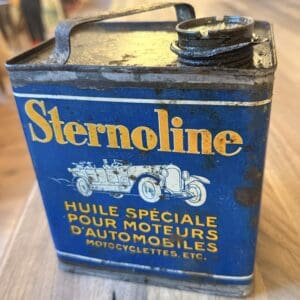 Sternoline
HUILE SPÉCIALE
POUR MOTEURS
D'AUTOMOBILES
MOTOCYCLETTES, ETC.